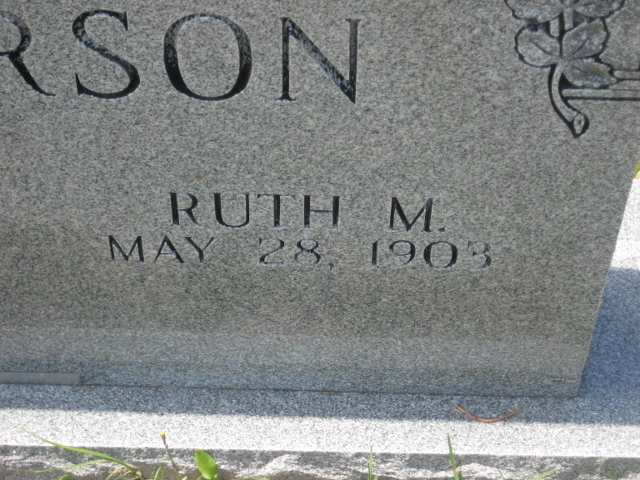 RSON
RUTH M.
MAY 28, 1903